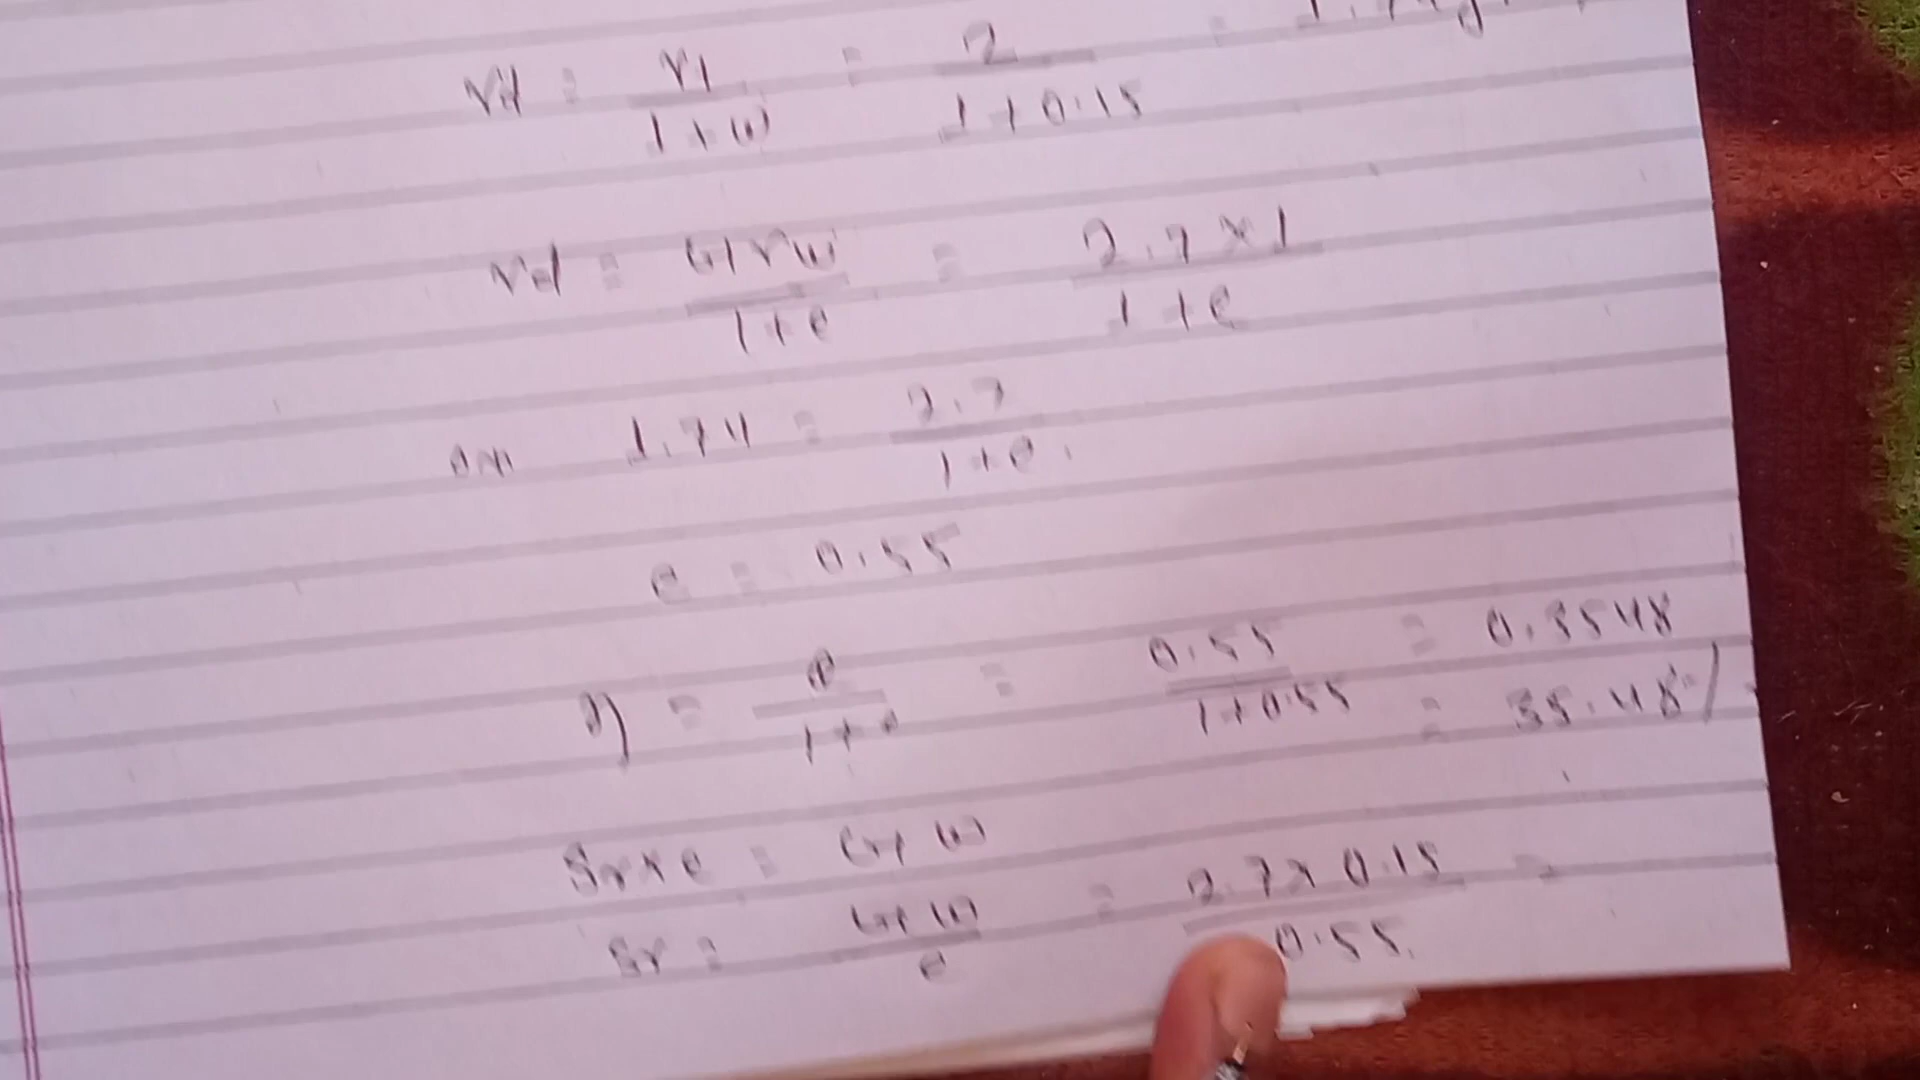 γd = γt / 1+w = 2 / 1+0.15 =
γd = Gγw / 1+e = 2.7×1 / 1+e
or, 1.74 = 2.7 / 1+e.
e = 0.55
η = e / 1+e = 0.55 / 1+0.55 = 0.3548
= 35.48%
Sr×e = Gw
Sr = Gw / e = 2.7×0.15 / 0.55 =